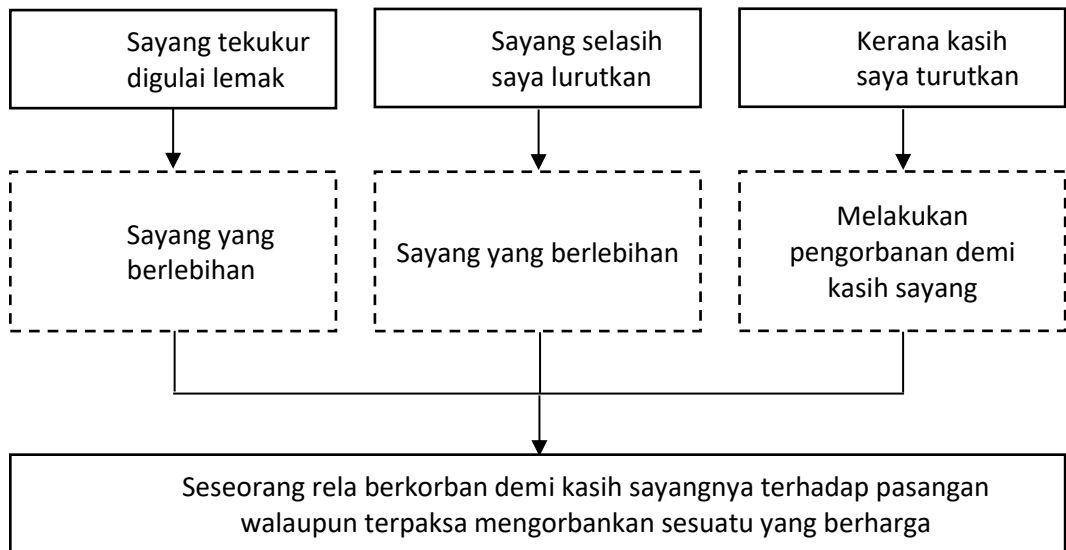 Sayang tekukur
digulai lemak
Sayang selasih
saya lurutkan
Kerana kasih
saya turutkan
Sayang yang
berlebihan
Sayang yang berlebihan
Melakukan
pengorbanan demi
kasih sayang
Seseorang rela berkorban demi kasih sayangnya terhadap pasangan
walaupun terpaksa mengorbankan sesuatu yang berharga